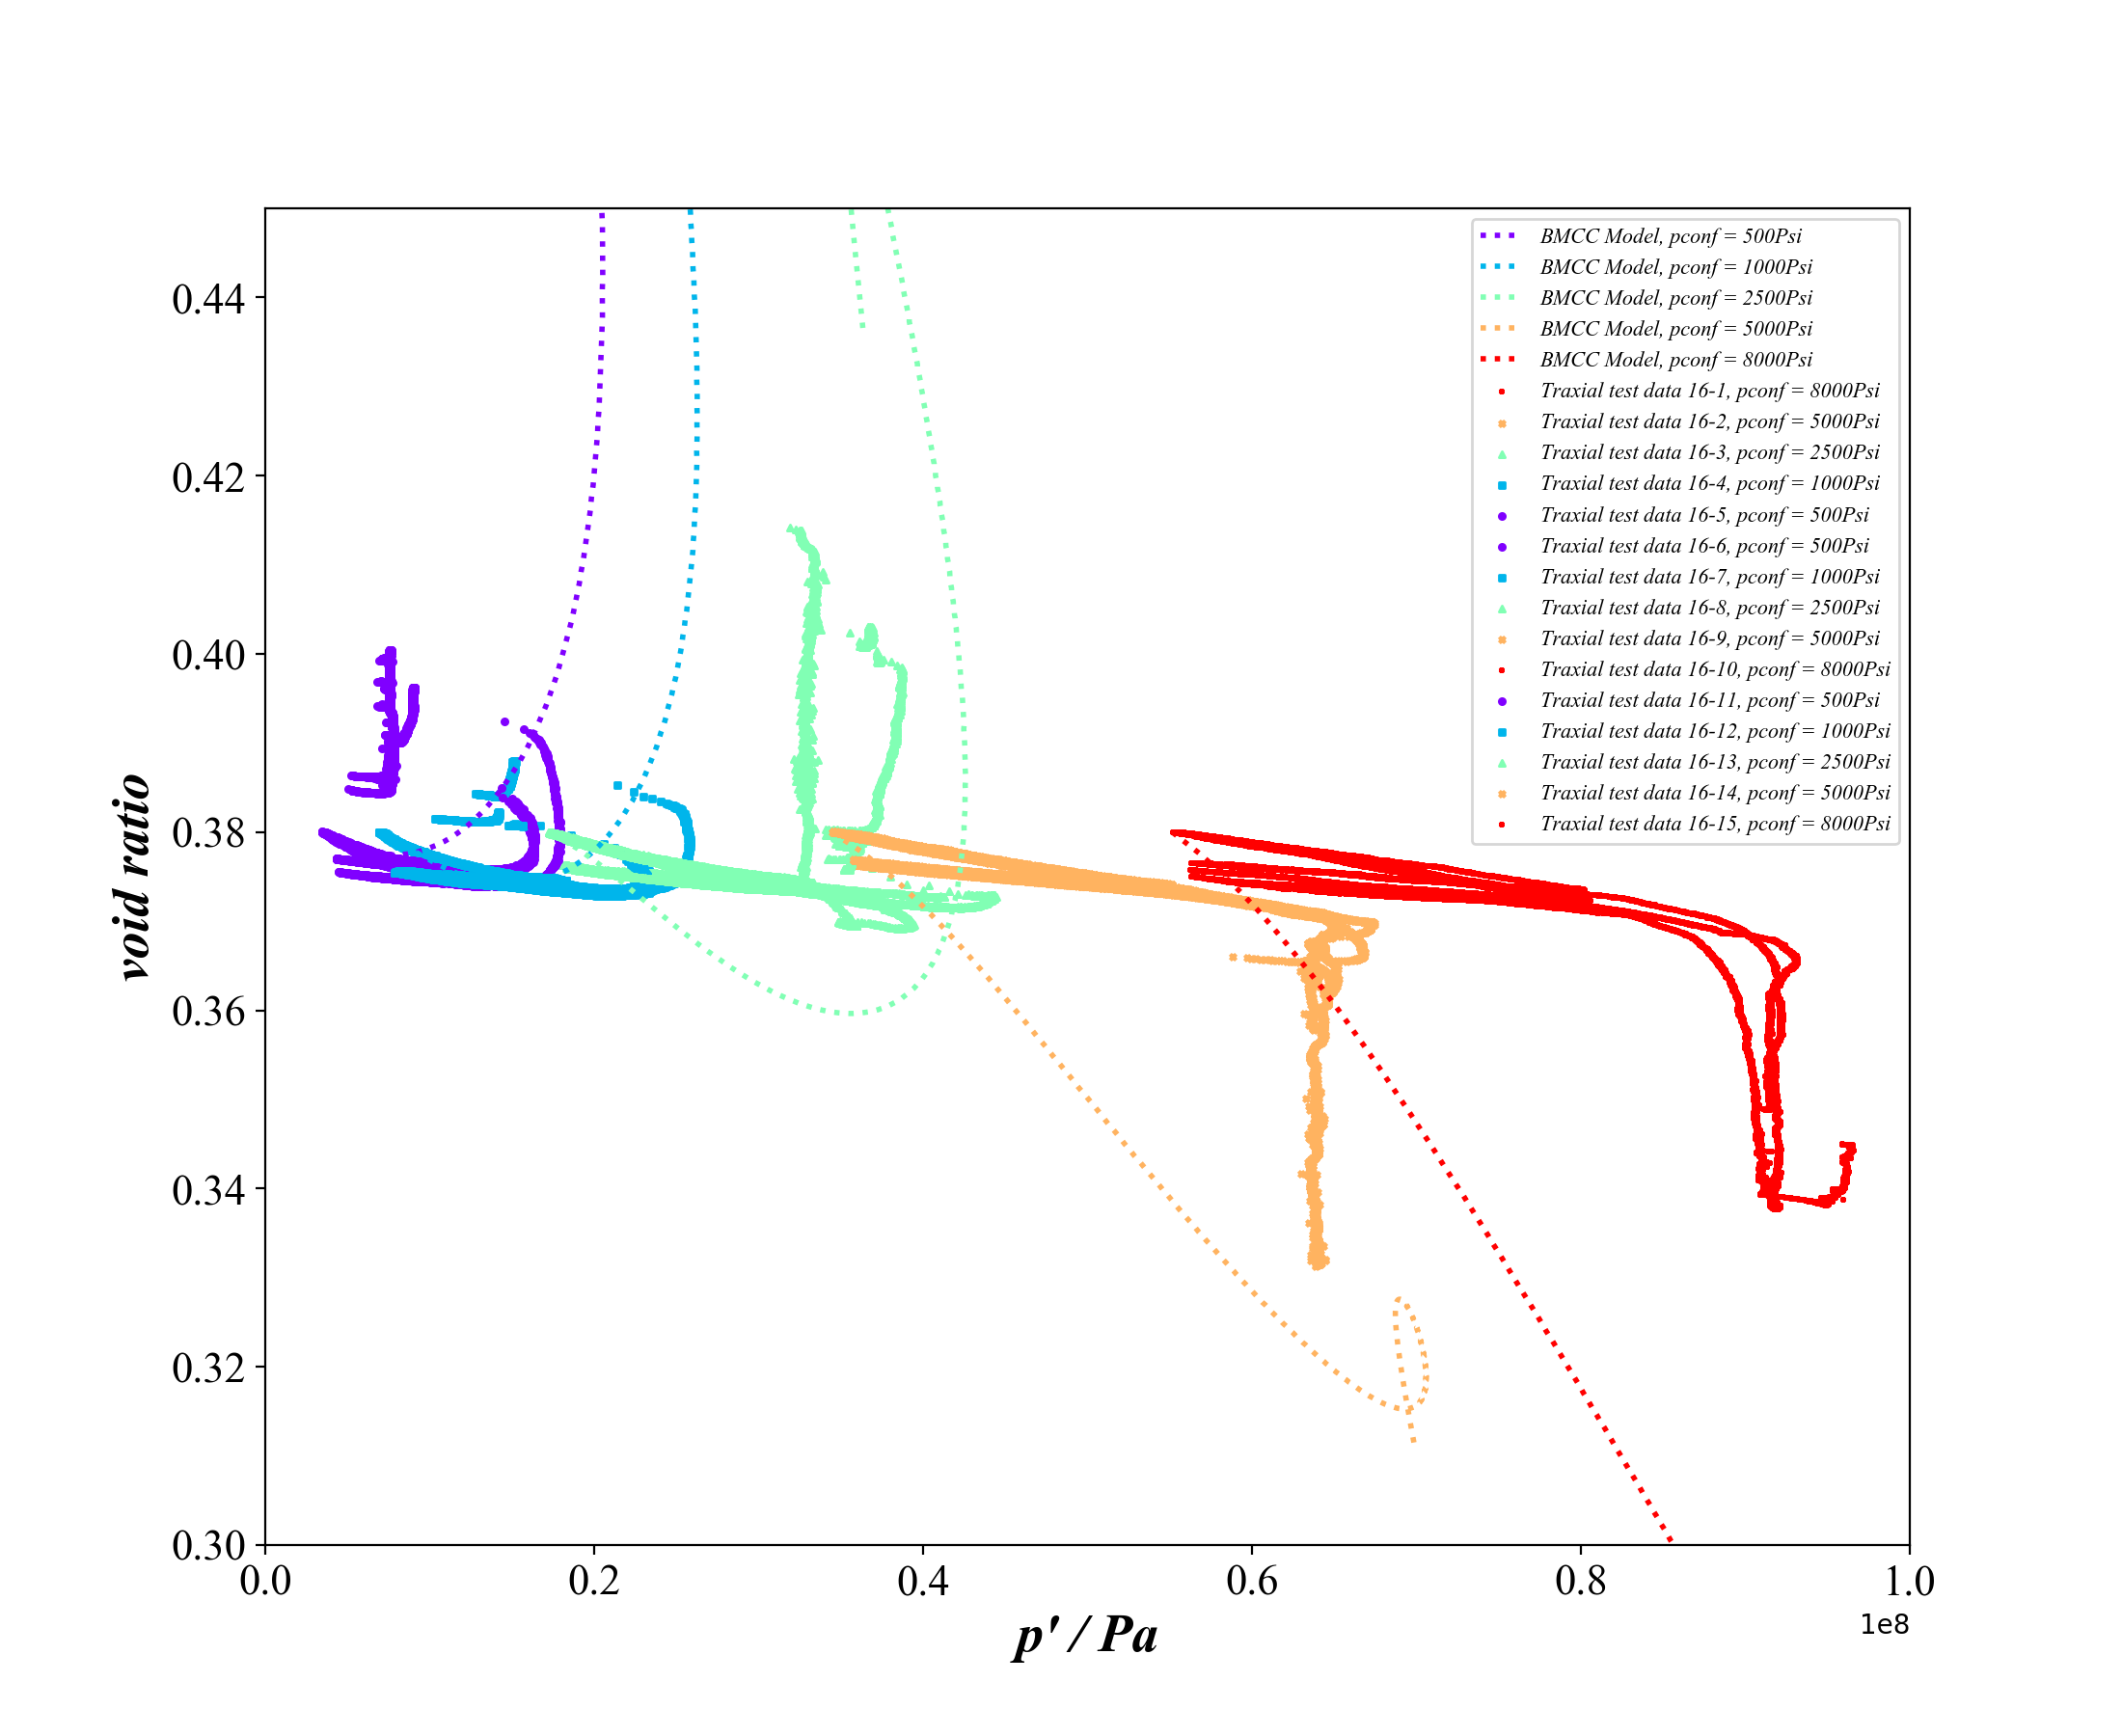 BMCC Model, pconf = 500Psi
BMCC Model, pconf = 1000Psi
BMCC Model, pconf = 2500Psi
BMCC Model, pconf = 5000Psi
BMCC Model, pconf = 8000Psi
Traxial test data 16-1, pconf = 8000Psi
Traxial test data 16-2, pconf = 5000Psi
Traxial test data 16-3, pconf = 2500Psi
Traxial test data 16-4, pconf = 1000Psi
Traxial test data 16-5, pconf = 500Psi
Traxial test data 16-6, pconf = 500Psi
Traxial test data 16-7, pconf = 1000Psi
Traxial test data 16-8, pconf = 2500Psi
Traxial test data 16-9, pconf = 5000Psi
Traxial test data 16-10, pconf = 8000Psi
Traxial test data 16-11, pconf = 500Psi
Traxial test data 16-12, pconf = 1000Psi
Traxial test data 16-13, pconf = 2500Psi
Traxial test data 16-14, pconf = 5000Psi
Traxial test data 16-15, pconf = 8000Psi
0.44
0.42
0.40
0.38
0.36
0.34
0.32
0.30
void ratio
0.0 0.2 0.4 0.6 0.8 1.0
1e8
p' / Pa